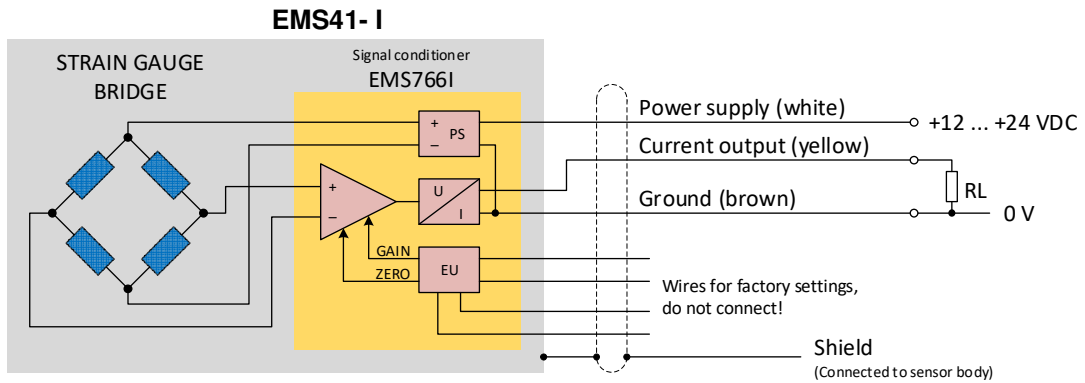 EMS41- I
STRAIN GAUGE
BRIDGE
Signal conditioner
EMS766I
+
−
PS
+
−
U
I
GAIN
ZERO
EU
Power supply (white)
+12 ... +24 VDC
Current output (yellow)
RL
Ground (brown)
0 V
Wires for factory settings,
do not connect!
Shield
(Connected to sensor body)